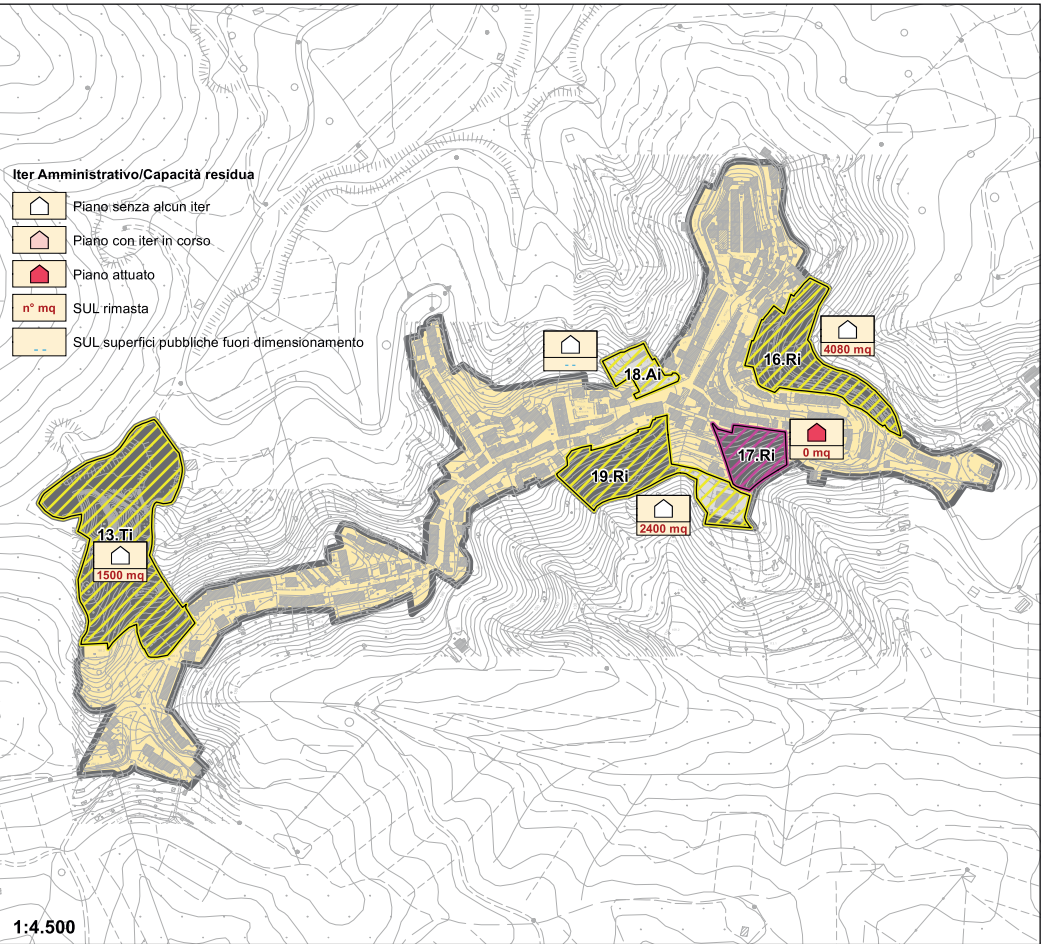 Iter Amministrativo/Capacità residua
Piano senza alcun iter
Piano con iter in corso
Piano attuato
n° mq SUL rimasta
- - SUL superfici pubbliche fuori dimensionamento
4080 mq
16.Ri
- -
18.Ai
17.Ri
0 mq
19.Ri
2400 mq
13.Ti
1500 mq
1:4.500